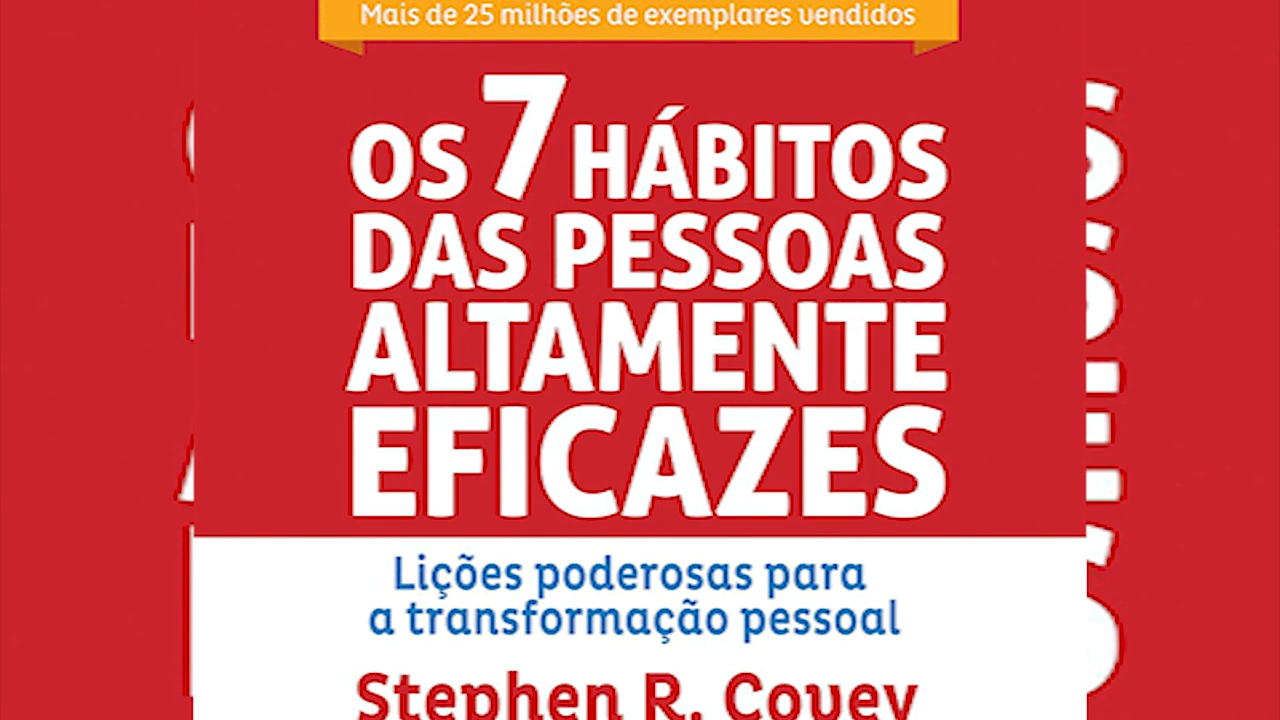 Mais de 25 milhões de exemplares vendidos
OS 7 HÁBITOS
DAS PESSOAS
ALTAMENTE
EFICAZES
Lições poderosas para
a transformação pessoal
Stephen R. Covey